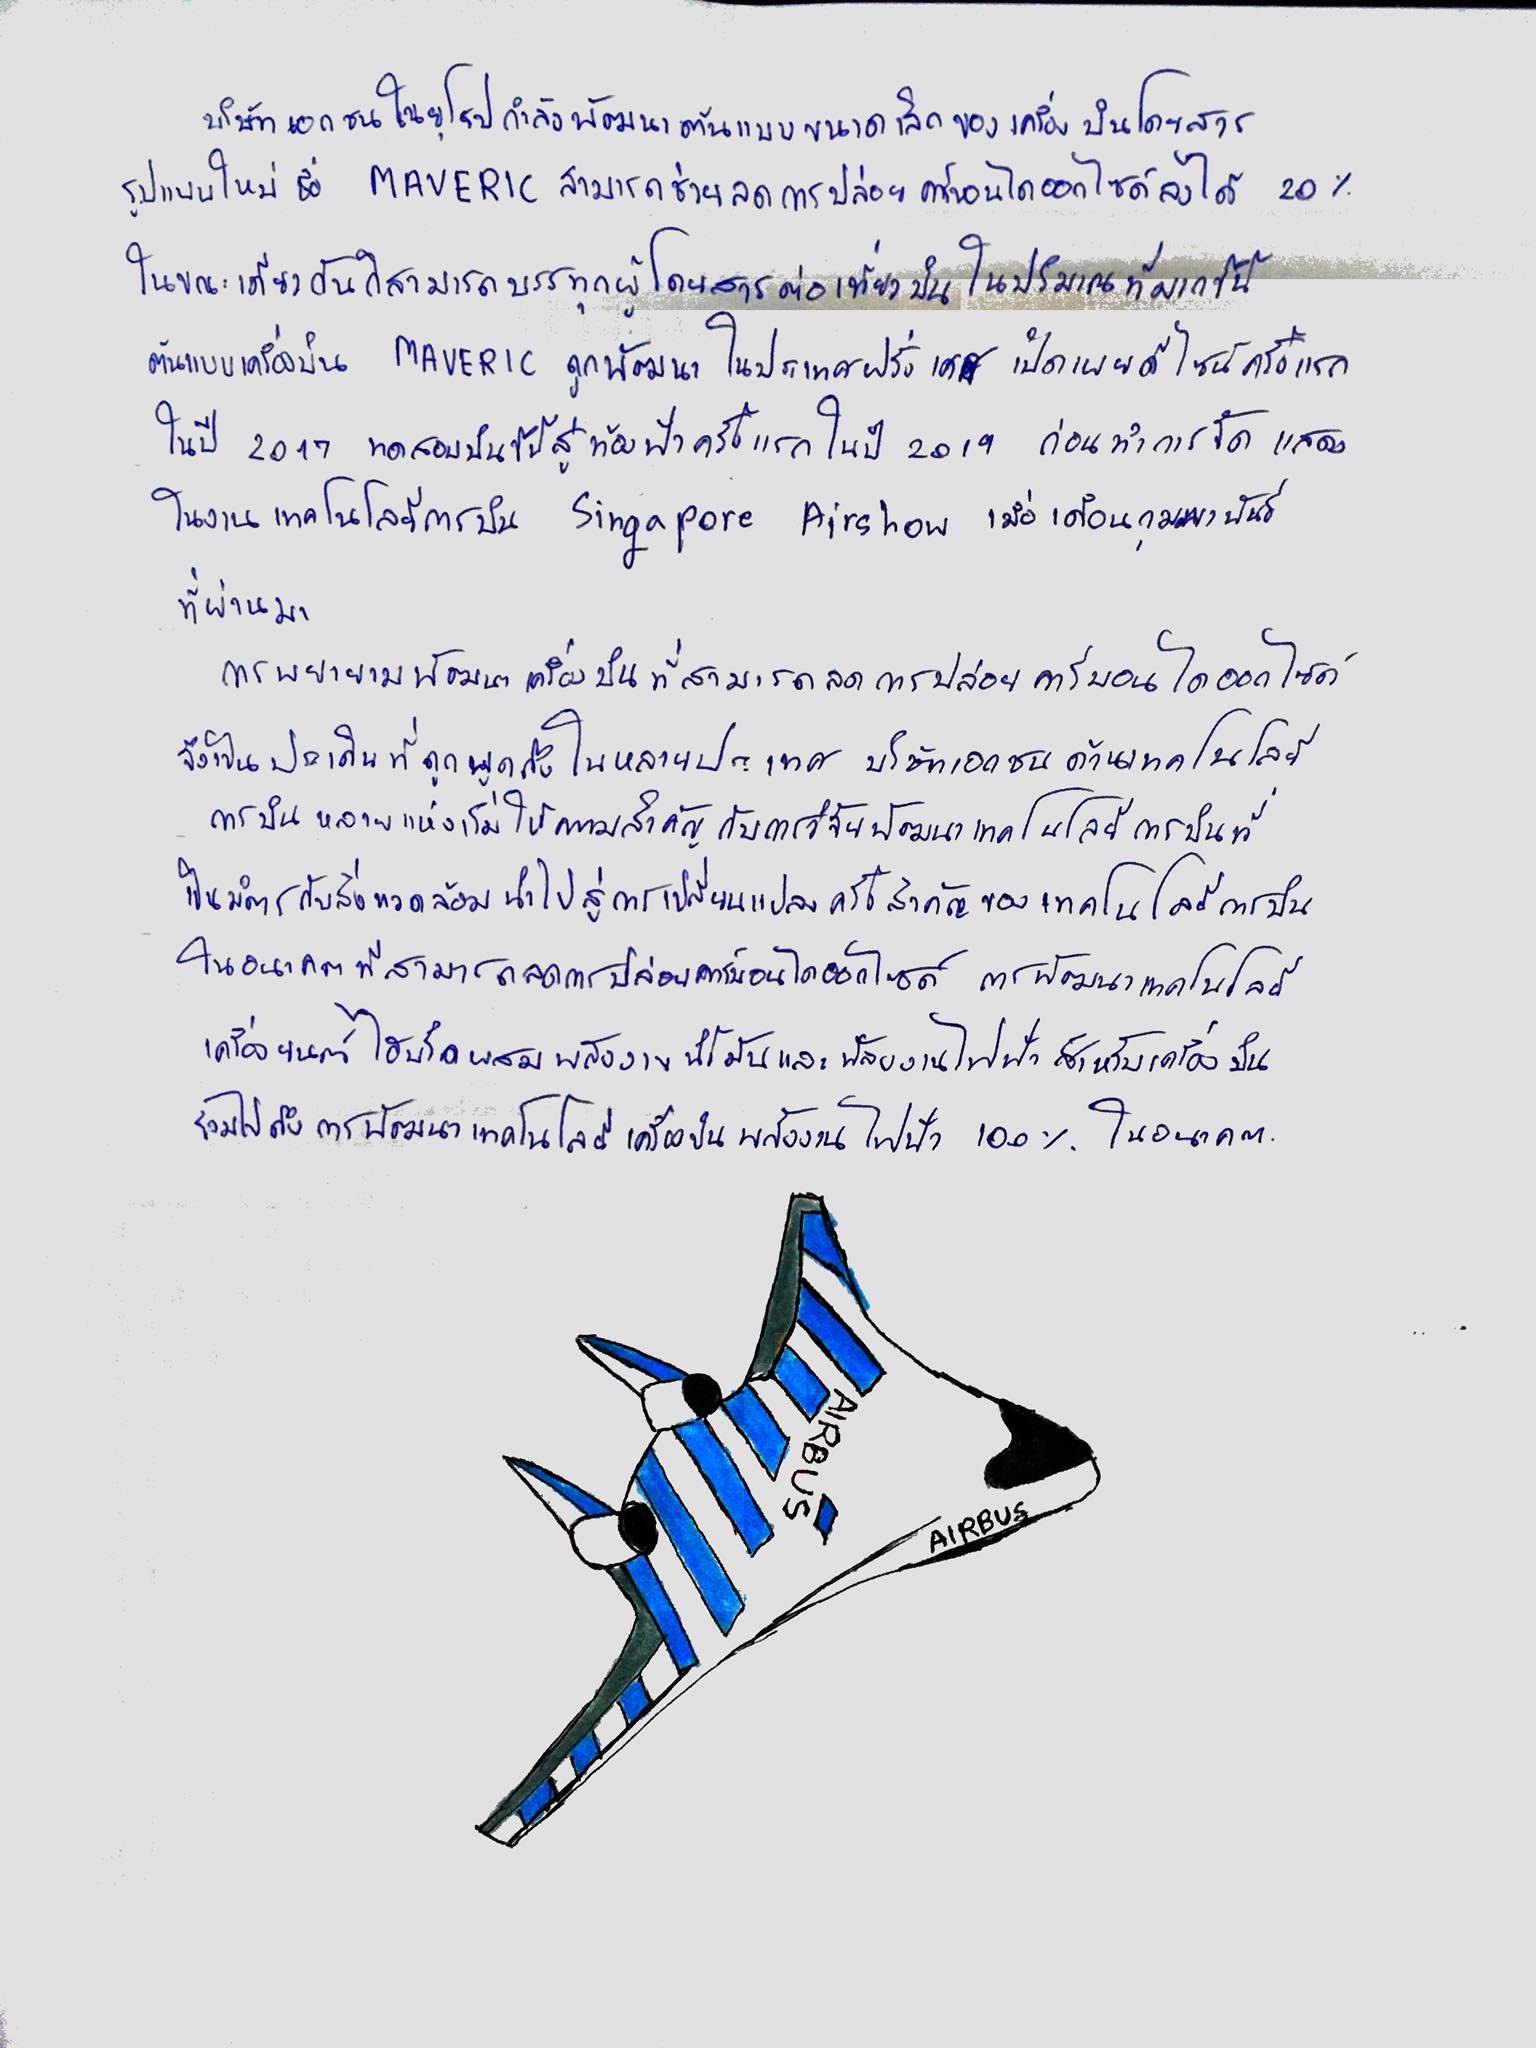 บริษัทเอกชนในยุโรปกำลังพัฒนาต้นแบบขนาดเล็กของเครื่องบินโดยสาร
รูปแบบใหม่ ชื่อ MAVERIC สามารถช่วยลดการปล่อยคาร์บอนไดออกไซด์ลงได้ 20%
ในขณะเดียวกันก็สามารถบรรทุกผู้โดยสารต่อเที่ยวบินในปริมาณที่มากขึ้น
ต้นแบบเครื่องบิน MAVERIC ถูกพัฒนาในประเทศฝรั่งเศส เปิดเผยดีไซน์ครั้งแรก
ในปี 2017 ทดสอบบินขึ้นสู่ท้องฟ้าครั้งแรกในปี 2019 ก่อนทำการจัดแสดง
ในงานเทคโนโลยีการบิน Singapore Airshow เมื่อเดือนกุมภาพันธ์
ที่ผ่านมา
การพยายามพัฒนาเครื่องบินที่สามารถลดการปล่อยคาร์บอนไดออกไซด์
จึงเป็นประเด็นที่ถูกพูดถึงในหลายประเทศ บริษัทเอกชนด้านเทคโนโลยี
การบินหลายแห่งเริ่มให้ความสำคัญกับการวิจัยพัฒนาเทคโนโลยีการบินที่
เป็นมิตรกับสิ่งแวดล้อมนำไปสู่การเปลี่ยนแปลงครั้งสำคัญของเทคโนโลยีการบิน
ในอนาคตที่สามารถลดการปล่อยคาร์บอนไดออกไซด์ การพัฒนาเทคโนโลยี
เครื่องยนต์ไฮบริดผสมพลังงานน้ำมันและพลังงานไฟฟ้าสำหรับเครื่องบิน
รวมไปถึงการพัฒนาเทคโนโลยีเครื่องบินพลังงานไฟฟ้า 100% ในอนาคต.
AIRBUS
AIRBUS